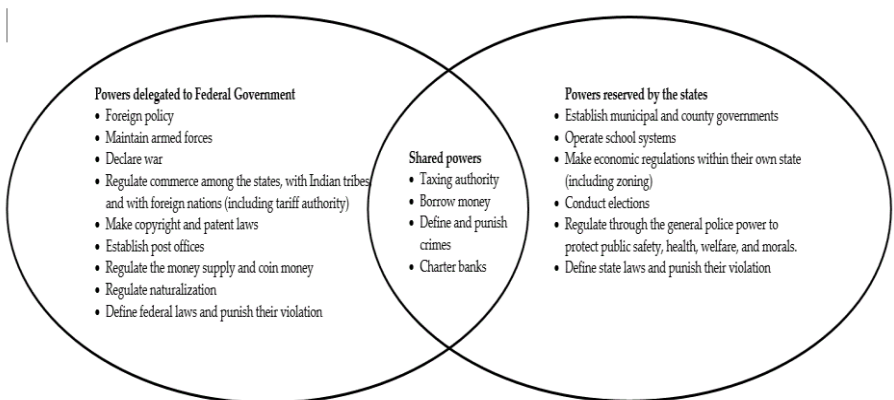 Powers delegated to Federal Government
• Foreign policy
• Maintain armed forces
• Declare war
• Regulate commerce among the states, with Indian tribes
and with foreign nations (including tariff authority)
• Make copyright and patent laws
• Establish post offices
• Regulate the money supply and coin money
• Regulate naturalization
• Define federal laws and punish their violation
Shared powers
• Taxing authority
• Borrow money
• Define and punish
crimes
• Charter banks
Powers reserved by the states
• Establish municipal and county governments
• Operate school systems
• Make economic regulations within their own state
(including zoning)
• Conduct elections
• Regulate through the general police power to
protect public safety, health, welfare, and morals.
• Define state laws and punish their violation